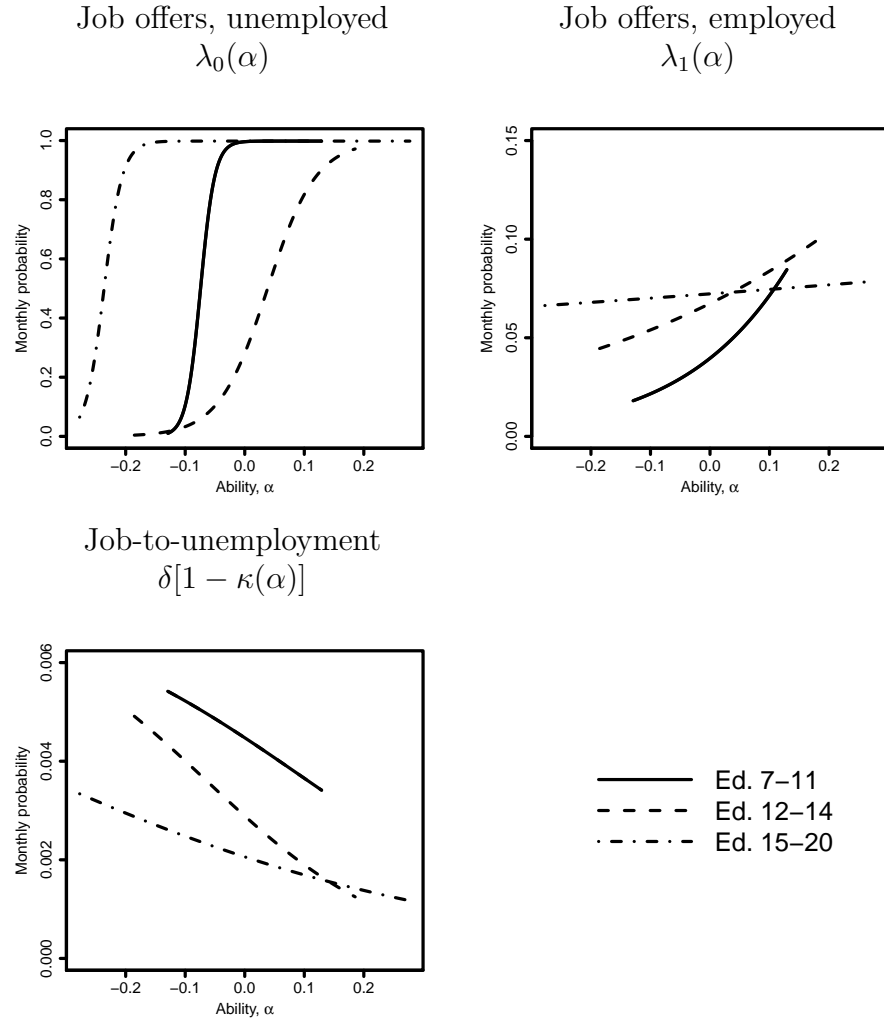 Job offers, unemployed
λ₀(α)
Monthly probability
0.0 0.2 0.4 0.6 0.8 1.0
−0.2 −0.1 0.0 0.1 0.2
Ability, α
Job offers, employed
λ₁(α)
Monthly probability
0.00 0.05 0.10 0.15
−0.2 −0.1 0.0 0.1 0.2
Ability, α
Job-to-unemployment
δ[1 − κ(α)]
Monthly probability
0.000 0.002 0.004 0.006
−0.2 −0.1 0.0 0.1 0.2
Ability, α
Ed. 7−11
Ed. 12−14
Ed. 15−20